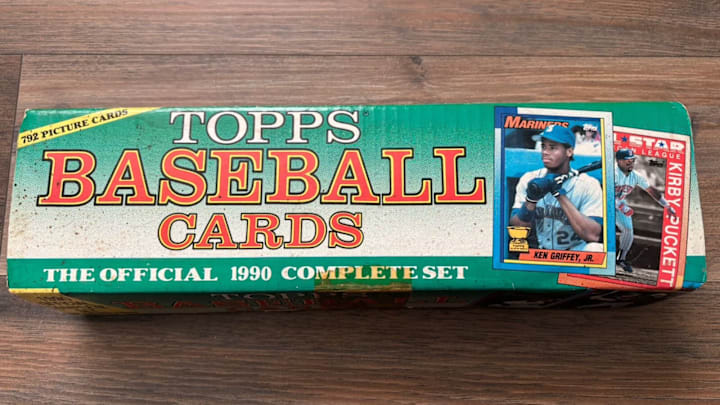 792 PICTURE CARDS
TOPPS
BASEBALL
CARDS
THE OFFICIAL 1990 COMPLETE SET
MARINERS
KEN GRIFFEY, JR.
STAR
LEAGUE
KIRBY PUCKETT
TOPPS